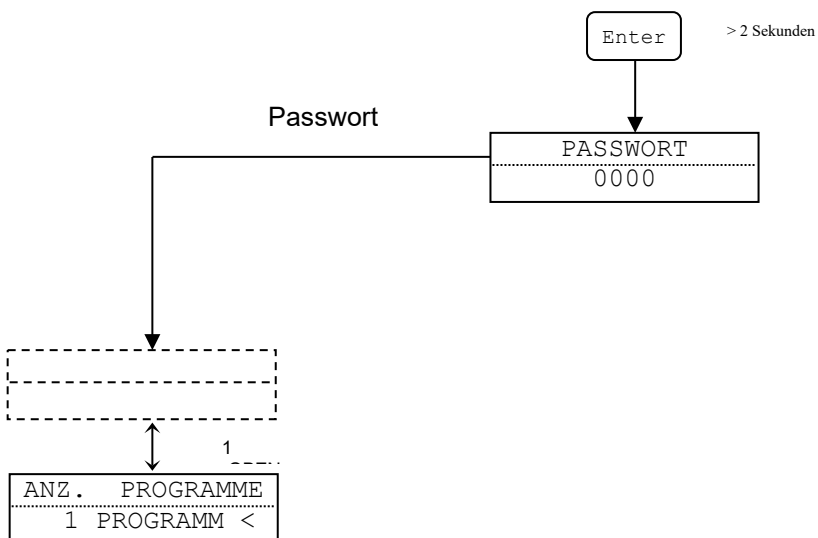 Enter
> 2 Sekunden
Passwort
PASSWORT
0000
1
ANZ. PROGRAMME
1 PROGRAMM <